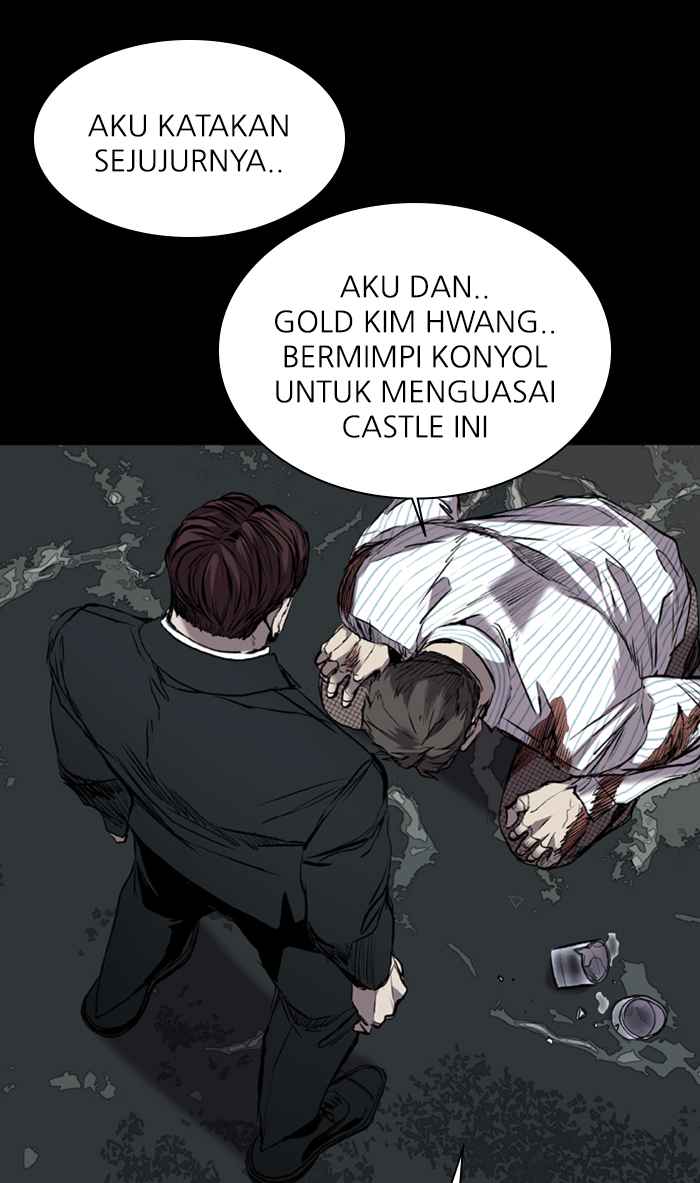 AKU KATAKAN
SEJUJURNYA..
AKU DAN..
GOLD KIM HWANG..
BERMIMPI KONYOL
UNTUK MENGUASAI
CASTLE INI